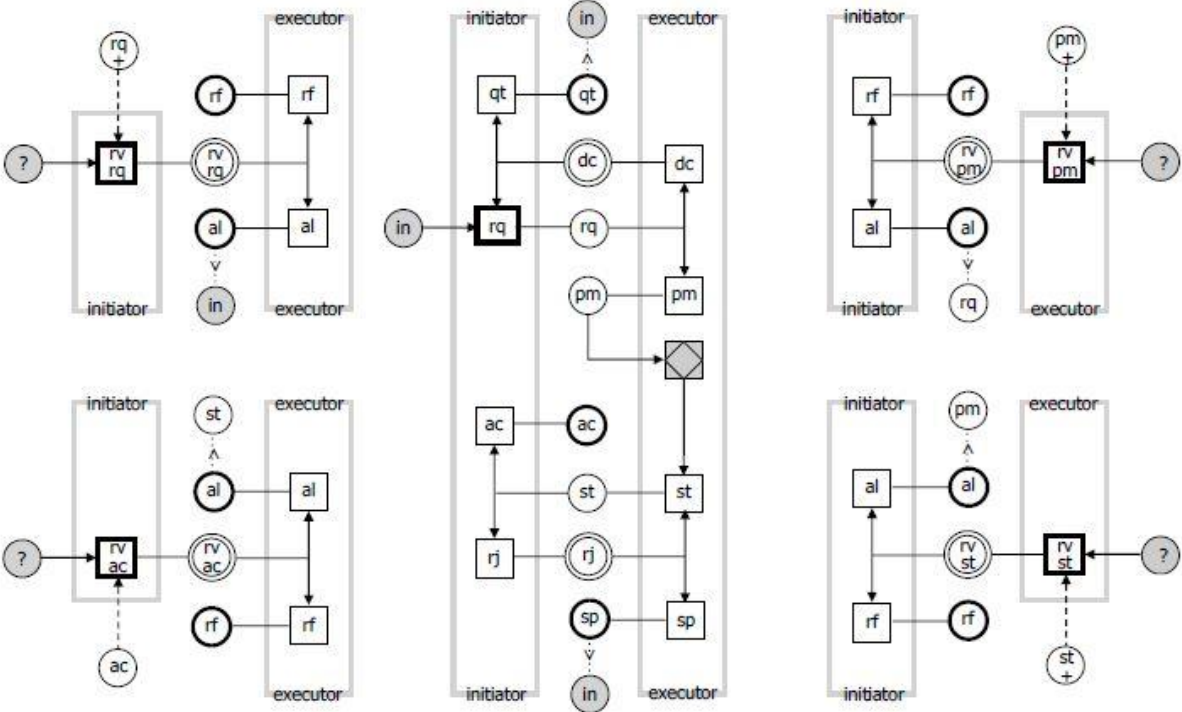 executor
initiator
in
executor
initiator
rq
+
pm
+
rf
rf
qt
qt
rf
rf
?
rv
rq
rv
rq
dc
dc
rv
pm
rv
pm
?
al
al
in
rq
rq
al
al
in
pm
pm
rq
initiator
executor
initiator
executor
initiator
executor
st
initiator
pm
executor
ac
ac
al
al
st
st
al
al
?
rv
ac
rv
ac
rj
rj
rv
st
rv
st
?
rf
rf
sp
sp
rf
rf
ac
st
+
executor
initiator
in
executor
initiator